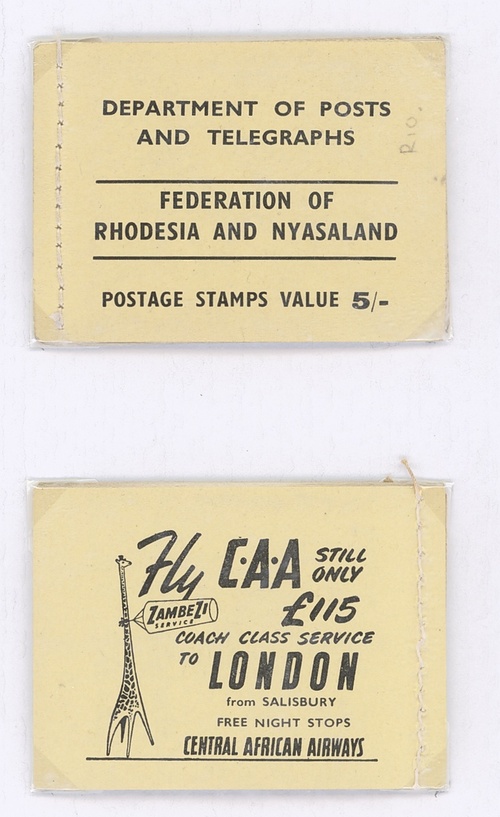 DEPARTMENT OF POSTS
AND TELEGRAPHS
R10.
FEDERATION OF
RHODESIA AND NYASALAND
POSTAGE STAMPS VALUE 5/-
Fly C·A·A STILL
ONLY
£115
ZAMBEZI
SERVICE
COACH CLASS SERVICE
TO LONDON
from SALISBURY
FREE NIGHT STOPS
CENTRAL AFRICAN AIRWAYS